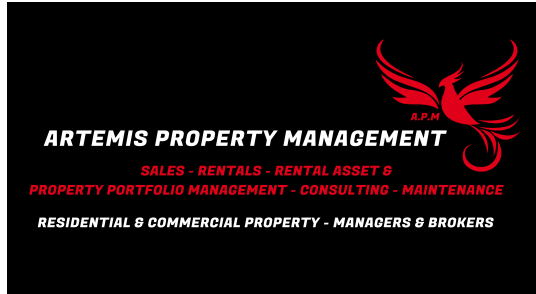 A.P.M
ARTEMIS PROPERTY MANAGEMENT
SALES - RENTALS - RENTAL ASSET &
PROPERTY PORTFOLIO MANAGEMENT - CONSULTING - MAINTENANCE
RESIDENTIAL & COMMERCIAL PROPERTY - MANAGERS & BROKERS